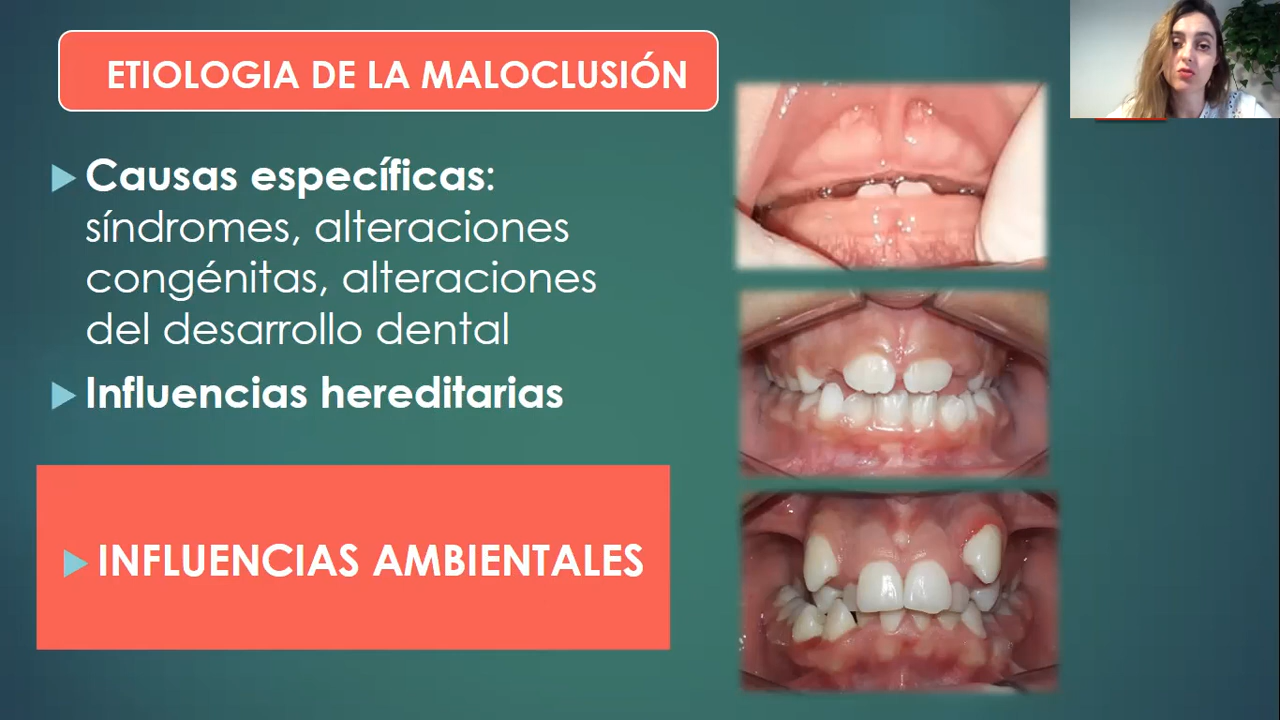 ETIOLOGIA DE LA MALOCLUSIÓN
Causas específicas:
síndromes, alteraciones
congénitas, alteraciones
del desarrollo dental
Influencias hereditarias
INFLUENCIAS AMBIENTALES